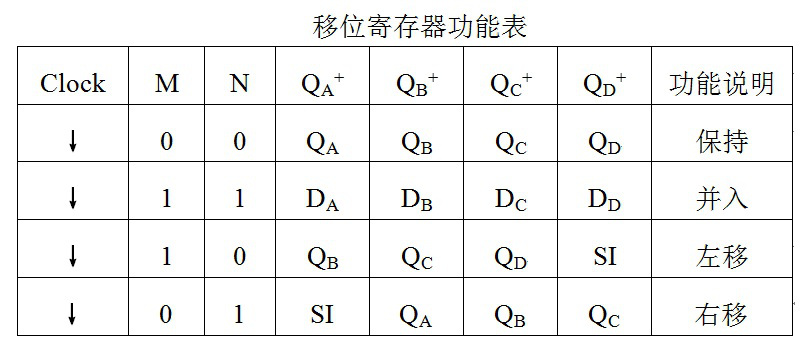 移位寄存器功能表
Clock M N Q_A^+ Q_B^+ Q_C^+ Q_D^+ 功能说明
↓ 0 0 Q_A Q_B Q_C Q_D 保持
↓ 1 1 D_A D_B D_C D_D 并入
↓ 1 0 Q_B Q_C Q_D SI 左移
↓ 0 1 SI Q_A Q_B Q_C 右移